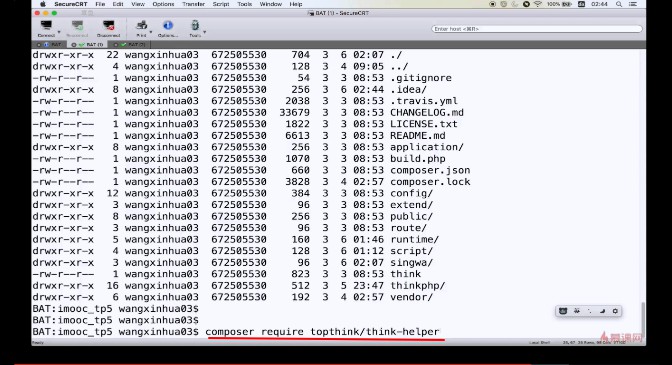 SecureCRT File Edit View Options Transfer Script Tools Window Help 100% 02:44
BAT (1) - SecureCRT
Connect Reconnect Disconnect Print Options... Tools Enter host <⌘R>
BAT BAT (1) BAT (2)
drwxr-xr-x 22 wangxinhua03 672505530 704 3 6 02:07 ./
drwxr-xr-x 4 wangxinhua03 672505530 128 3 4 09:05 ../
-rw-r--r-- 1 wangxinhua03 672505530 54 3 3 08:53 .gitignore
drwxr-xr-x 8 wangxinhua03 672505530 256 3 6 02:44 .idea/
-rw-r--r-- 1 wangxinhua03 672505530 2038 3 3 08:53 .travis.yml
-rw-r--r-- 1 wangxinhua03 672505530 33679 3 3 08:53 CHANGELOG.md
-rw-r--r-- 1 wangxinhua03 672505530 1822 3 3 08:53 LICENSE.txt
-rw-r--r-- 1 wangxinhua03 672505530 6613 3 3 08:53 README.md
drwxr-xr-x 8 wangxinhua03 672505530 256 3 3 08:53 application/
-rw-r--r-- 1 wangxinhua03 672505530 1070 3 3 08:53 build.php
-rw-r--r-- 1 wangxinhua03 672505530 660 3 3 08:53 composer.json
-rw-r--r-- 1 wangxinhua03 672505530 3828 3 4 02:57 composer.lock
drwxr-xr-x 12 wangxinhua03 672505530 384 3 3 08:53 config/
drwxr-xr-x 3 wangxinhua03 672505530 96 3 3 08:53 extend/
drwxr-xr-x 8 wangxinhua03 672505530 256 3 3 08:53 public/
drwxr-xr-x 3 wangxinhua03 672505530 96 3 3 08:53 route/
drwxr-xr-x 5 wangxinhua03 672505530 160 3 6 01:46 runtime/
drwxr-xr-x 4 wangxinhua03 672505530 128 3 6 01:12 script/
drwxr-xr-x 3 wangxinhua03 672505530 96 3 6 02:07 singwa/
-rw-r--r-- 1 wangxinhua03 672505530 823 3 3 08:53 think
drwxr-xr-x 16 wangxinhua03 672505530 512 3 5 23:47 thinkphp/
drwxr-xr-x 6 wangxinhua03 672505530 192 3 4 02:57 vendor/
BAT:imooc_tp5 wangxinhua03$
BAT:imooc_tp5 wangxinhua03$
BAT:imooc_tp5 wangxinhua03$ composer require topthink/think-helper
Ready
慕课网